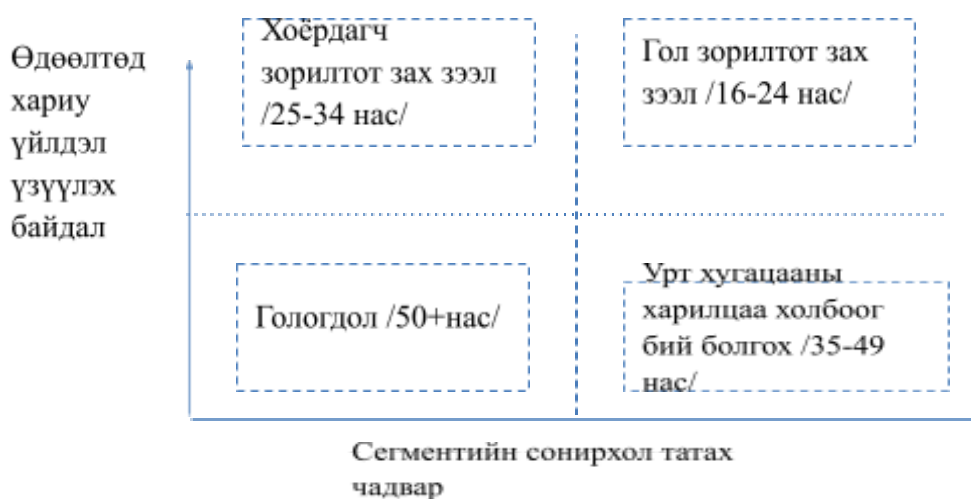 Өдөөлтөд
хариу
үйлдэл
үзүүлэх
байдал
Хоёрдагч
зорилтот зах зээл
/25-34 нас/
Гол зорилтот зах
зээл /16-24 нас/
Гологдол /50+нас/
Урт хугацааны
харилцаа холбоог
бий болгох /35-49
нас/
Сегментийн сонирхол татах
чадвар